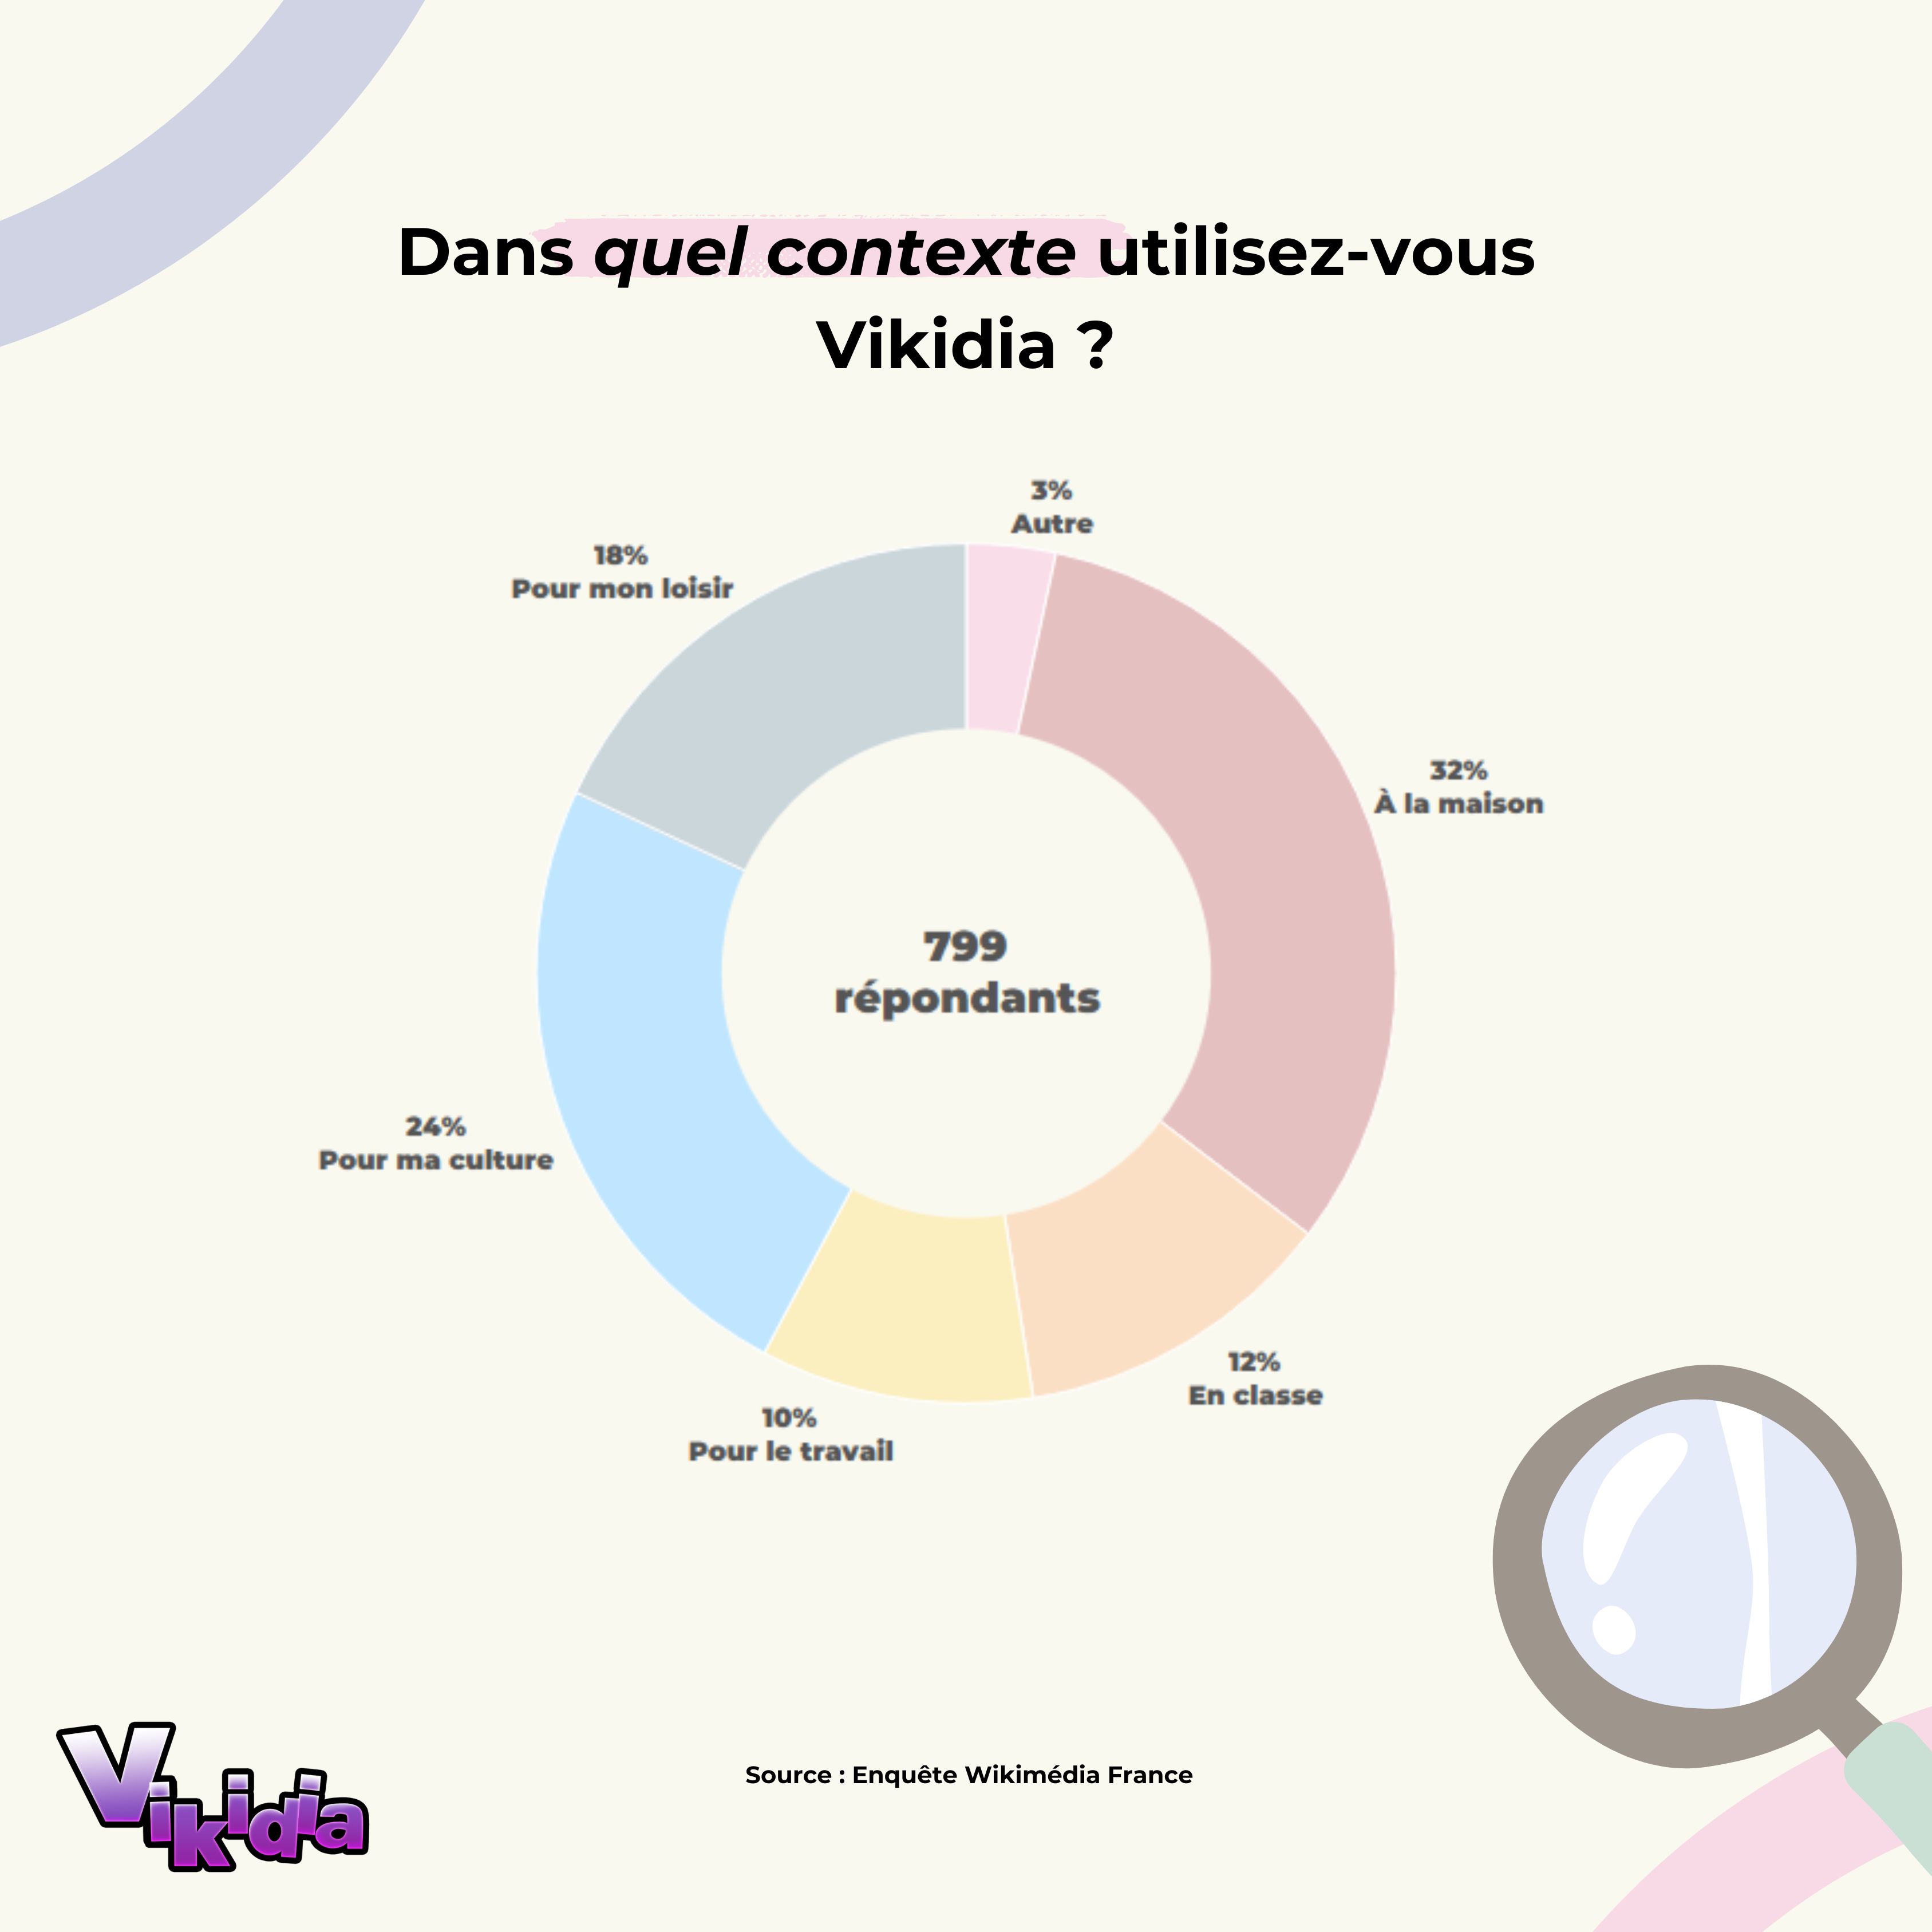 Dans quel contexte utilisez-vous
Vikidia ?
3%
Autre
18%
Pour mon loisir
32%
À la maison
799
répondants
24%
Pour ma culture
12%
En classe
10%
Pour le travail
Source : Enquête Wikimédia France
Vikidia